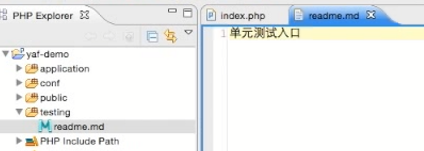 PHP Explorer
index.php
readme.md
yaf-demo
1 单元测试入口
application
conf
public
testing
readme.md
PHP Include Path